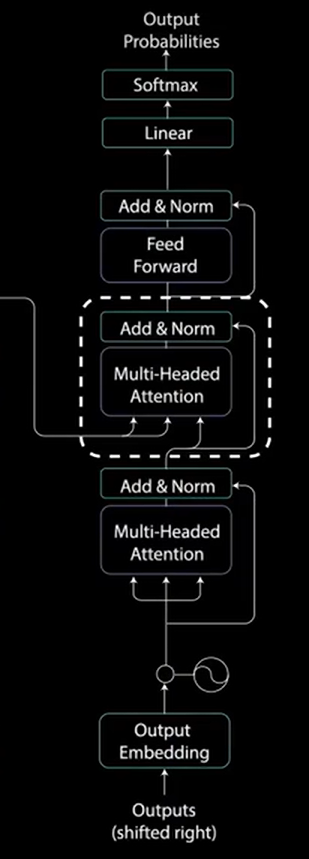 Output
Probabilities
Softmax
Linear
Add & Norm
Feed
Forward
Add & Norm
Multi-Headed
Attention
Add & Norm
Multi-Headed
Attention
Output
Embedding
Outputs
(shifted right)